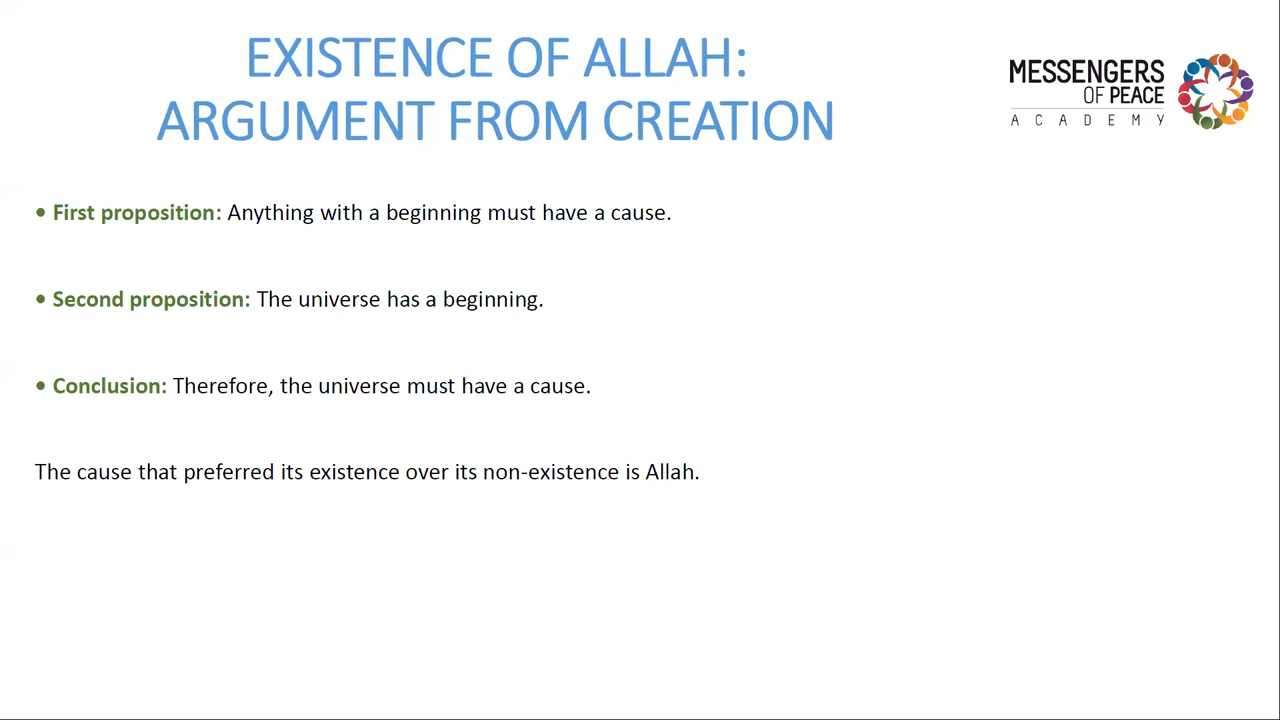 EXISTENCE OF ALLAH:
ARGUMENT FROM CREATION
MESSENGERS
OF PEACE
ACADEMY
• First proposition: Anything with a beginning must have a cause.
• Second proposition: The universe has a beginning.
• Conclusion: Therefore, the universe must have a cause.
The cause that preferred its existence over its non-existence is Allah.